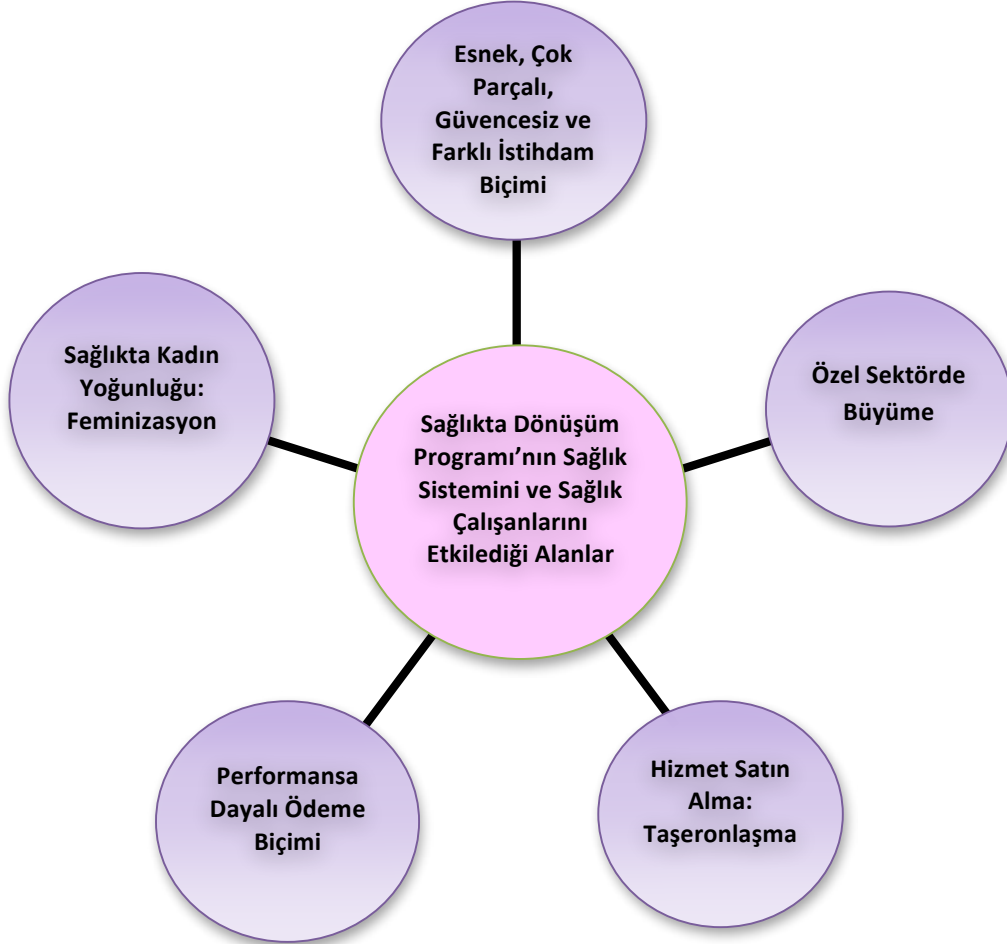 Esnek, Çok
Parçalı,
Güvencesiz ve
Farklı İstihdam
Biçimi
Sağlıkta Kadın
Yoğunluğu:
Feminizasyon
Özel Sektörde
Büyüme
Sağlıkta Dönüşüm
Programı’nın Sağlık
Sistemini ve Sağlık
Çalışanlarını
Etkilediği Alanlar
Performansa
Dayalı Ödeme
Biçimi
Hizmet Satın
Alma:
Taşeronlaşma